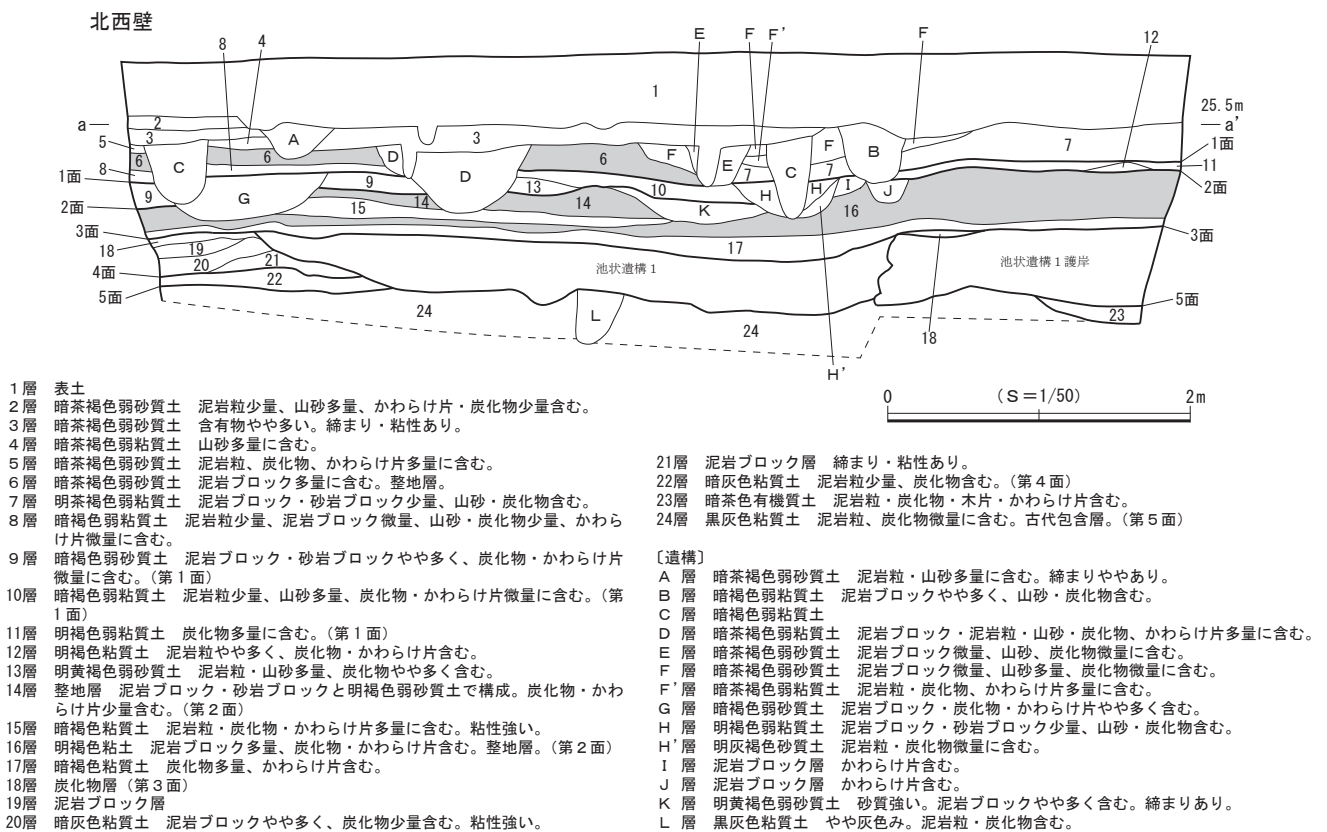 北西壁
8
4
E
F
F’
F
12
1
25.5m
a
a’
2
3
A
3
5
6
C
6
D
D
6
F
E
7
F
C
B
7
1面
11
8
1面
9
G
9
13
10
H
H
7
I
J
2面
2面
15
14
14
K
16
3面
18
19
20
21
22
17
3面
4面
5面
池状遺構1
池状遺構1護岸
24
L
24
18
23
5面
H’
0
(S=1/50)
2m
1層 表土
2層 暗茶褐色弱砂質土 泥岩粒少量、山砂多量、かわらけ片・炭化物少量含む。
3層 暗茶褐色弱砂質土 含有物やや多い。締まり・粘性あり。
4層 暗茶褐色弱粘質土 山砂多量に含む。
5層 暗茶褐色弱砂質土 泥岩粒、炭化物、かわらけ片多量に含む。
6層 暗茶褐色弱砂質土 泥岩ブロック多量に含む。整地層。
7層 明茶褐色弱砂質土 泥岩ブロック・砂岩ブロック少量、山砂・炭化物含む。
8層 暗褐色弱粘質土 泥岩粒少量、泥岩ブロック微量、山砂・炭化物少量、かわら
け片微量に含む。
9層 暗褐色弱砂質土 泥岩ブロック・砂岩ブロックやや多く、炭化物・かわらけ片
微量に含む。(第1面)
10層 暗褐色弱粘質土 泥岩粒少量、山砂多量、炭化物・かわらけ片微量に含む。(第
1面)
11層 明褐色弱粘質土 炭化物多量に含む。(第1面)
12層 明褐色粘質土 泥岩粒やや多く、炭化物・かわらけ片含む。
13層 明黄褐色弱砂質土 泥岩粒・山砂多量、炭化物やや多く含む。
14層 整地層 泥岩ブロック・砂岩ブロックと明褐色弱砂質土で構成。炭化物・かわ
らけ片少量含む。(第2面)
15層 暗褐色粘質土 泥岩粒・炭化物・かわらけ片多量に含む。粘性強い。
16層 明褐色粘土 泥岩ブロック多量、炭化物・かわらけ片含む。整地層。(第2面)
17層 暗褐色粘質土 炭化物多量、かわらけ片含む。
18層 炭化物層(第3面)
19層 泥岩ブロック層
20層 暗灰色粘質土 泥岩ブロックやや多く、炭化物少量含む。粘性強い。
21層 泥岩ブロック層 締まり・粘性あり。
22層 暗灰色粘質土 泥岩粒少量、炭化物含む。(第4面)
23層 暗茶色有機質土 泥岩粒・炭化物・木片・かわらけ片含む。
24層 黒灰色粘質土 泥岩粒、炭化物微量に含む。古代包含層。(第5面)
〔遺構〕
A 層 暗茶褐色弱砂質土 泥岩粒・山砂多量に含む。締まりややあり。
B 層 暗褐色弱粘質土 泥岩ブロックやや多く、山砂・炭化物含む。
C 層 暗褐色弱粘質土
D 層 暗茶褐色弱粘質土 泥岩ブロック・泥岩粒・山砂・炭化物、かわらけ片多量に含む。
E 層 暗茶褐色弱砂質土 泥岩ブロック微量、山砂、炭化物微量に含む。
F 層 暗茶褐色弱砂質土 泥岩ブロック微量、山砂多量、炭化物微量に含む。
F’層 暗茶褐色弱粘質土 泥岩粒・炭化物、かわらけ片多量に含む。
G 層 暗褐色弱砂質土 泥岩ブロック・炭化物・かわらけ片やや多く含む。
H 層 明褐色弱粘質土 泥岩ブロック・砂岩ブロック少量、山砂・炭化物含む。
H’層 明灰褐色砂質土 泥岩粒・炭化物微量に含む。
I 層 泥岩ブロック層 かわらけ片含む。
J 層 泥岩ブロック層 かわらけ片含む。
K 層 明黄褐色弱砂質土 砂質強い。泥岩ブロックやや多く含む。締まりあり。
L 層 黒灰色粘質土 やや灰色み。泥岩粒・炭化物含む。